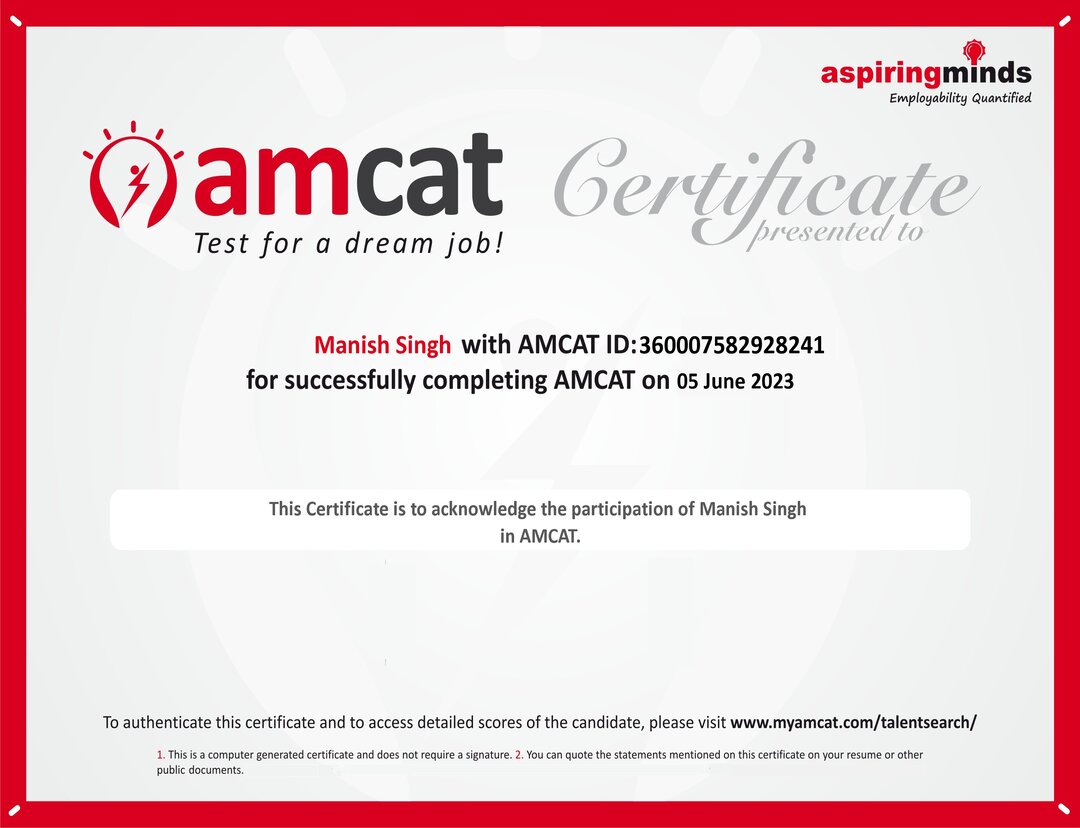 aspiringminds
Employability Quantified
amcat
Test for a dream job!
Certificate
presented to
Manish Singh with AMCAT ID:360007582928241
for successfully completing AMCAT on 05 June 2023
This Certificate is to acknowledge the participation of Manish Singh
in AMCAT.
To authenticate this certificate and to access detailed scores of the candidate, please visit www.myamcat.com/talentsearch/
1. This is a computer generated certificate and does not require a signature. 2. You can quote the statements mentioned on this certificate on your resume or other
public documents.